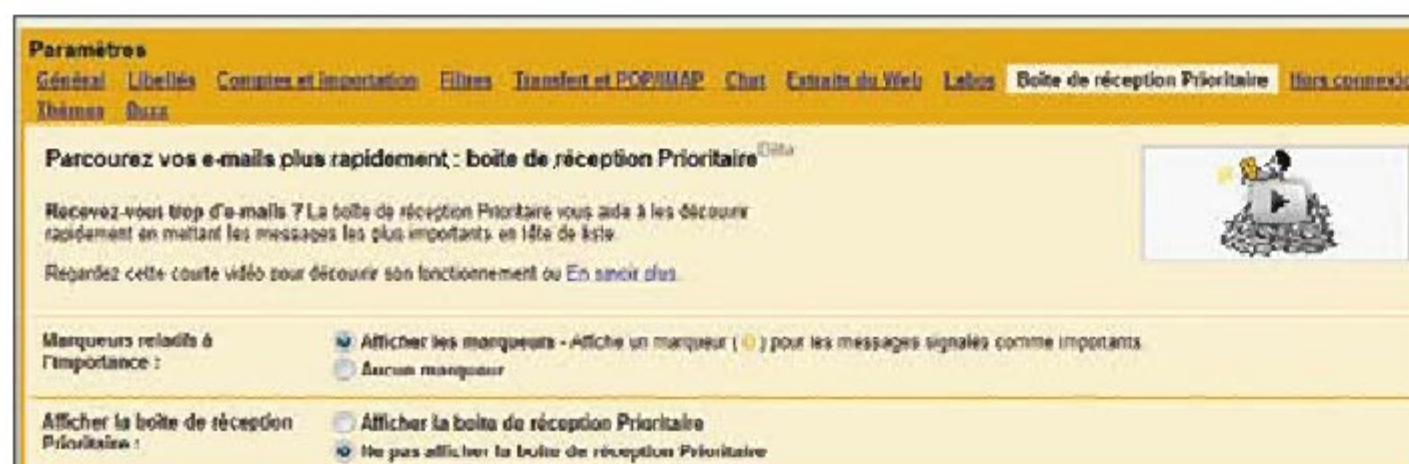 Paramètres
Général Libellés Comptes et importation Filtres Transfert et POP/IMAP Chat Extraits du Web Labos Boîte de réception Prioritaire Hors connexio
Thèmes Buzz
Parcourez vos e-mails plus rapidement : boîte de réception Prioritaire Bêta
Recevez-vous trop d'e-mails ? La boîte de réception Prioritaire vous aide à les découvrir
rapidement en mettant les messages les plus importants en tête de liste.
Regardez cette courte vidéo pour découvrir son fonctionnement ou En savoir plus.
Marqueurs relatifs à
l'importance :
Afficher les marqueurs - Affiche un marqueur ( ) pour les messages signalés comme importants.
Aucun marqueur
Afficher la boîte de réception
Prioritaire :
Afficher la boîte de réception Prioritaire
Ne pas afficher la boîte de réception Prioritaire